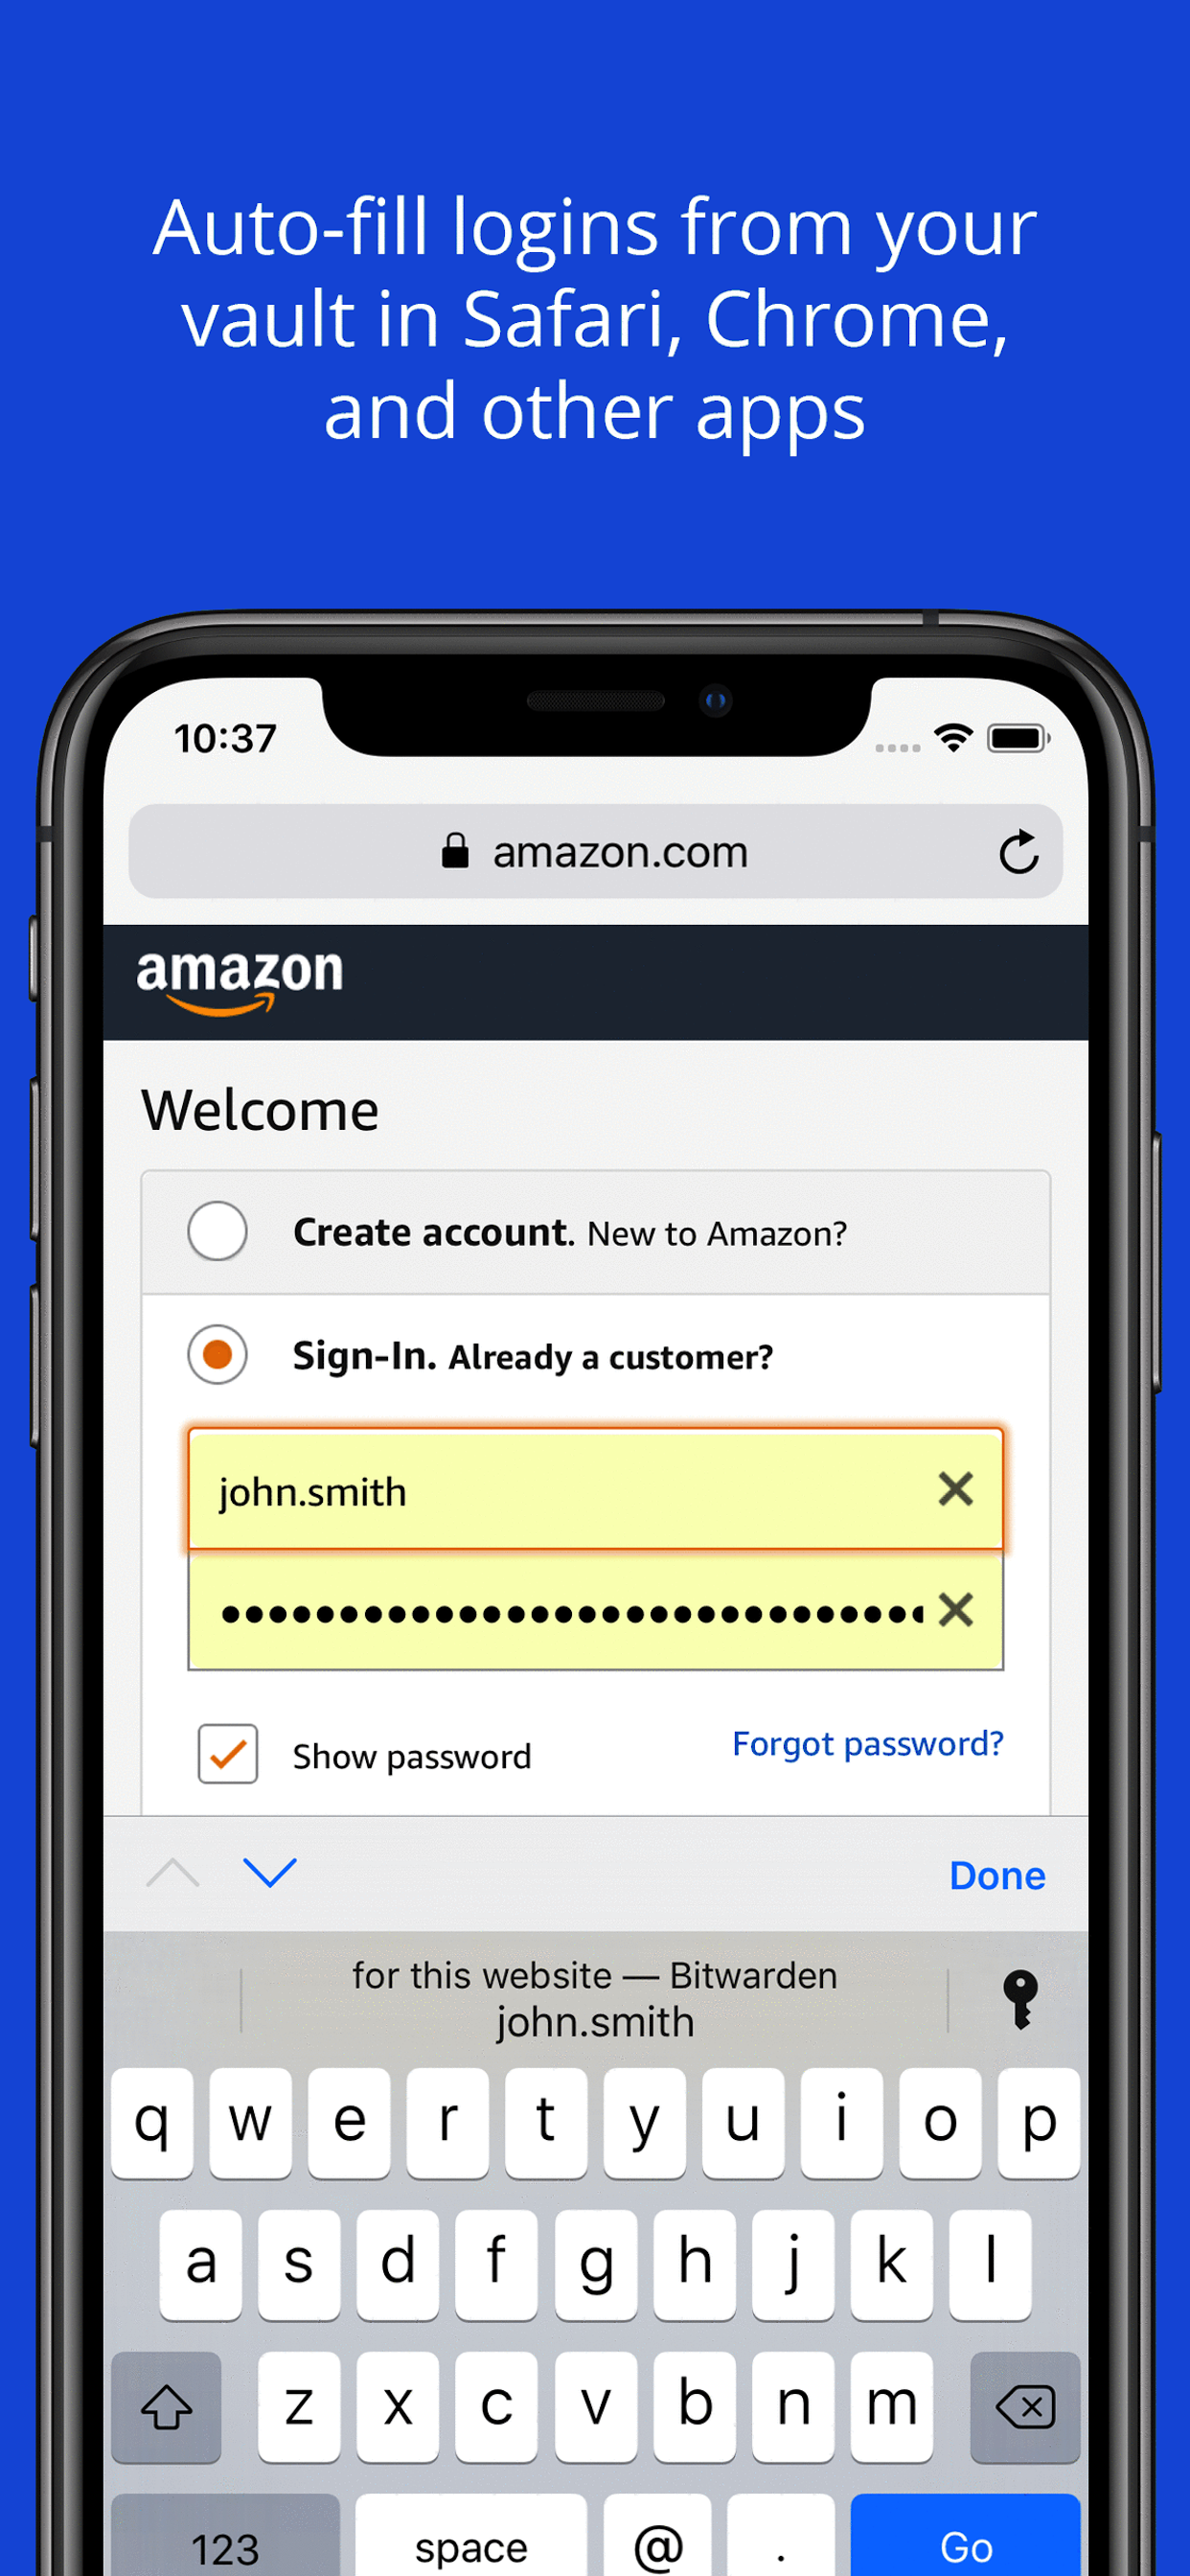 Auto-fill logins from your
vault in Safari, Chrome,
and other apps
10:37
amazon.com
amazon
Welcome
Create account. New to Amazon?
Sign-In. Already a customer?
john.smith
••••••••••••••••••••••••••••••
Show password
Forgot password?
Done
for this website — Bitwarden
john.smith
q w e r t y u i o p
a s d f g h j k l
z x c v b n m
123 space @ . Go